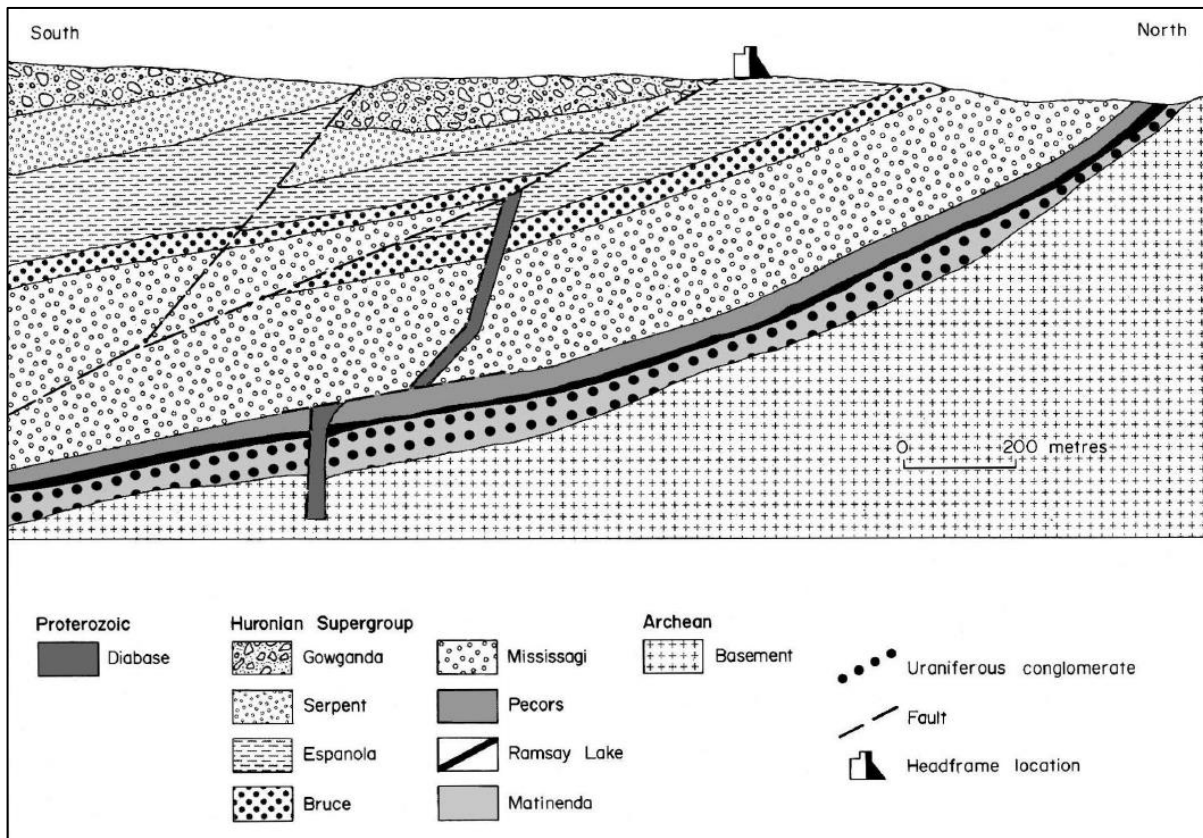 South
North
0 200 metres
Proterozoic
Diabase
Huronian Supergroup
Gowganda
Serpent
Espanola
Bruce
Mississagi
Pecors
Ramsay Lake
Matinenda
Archean
Basement
Uraniferous conglomerate
Fault
Headframe location